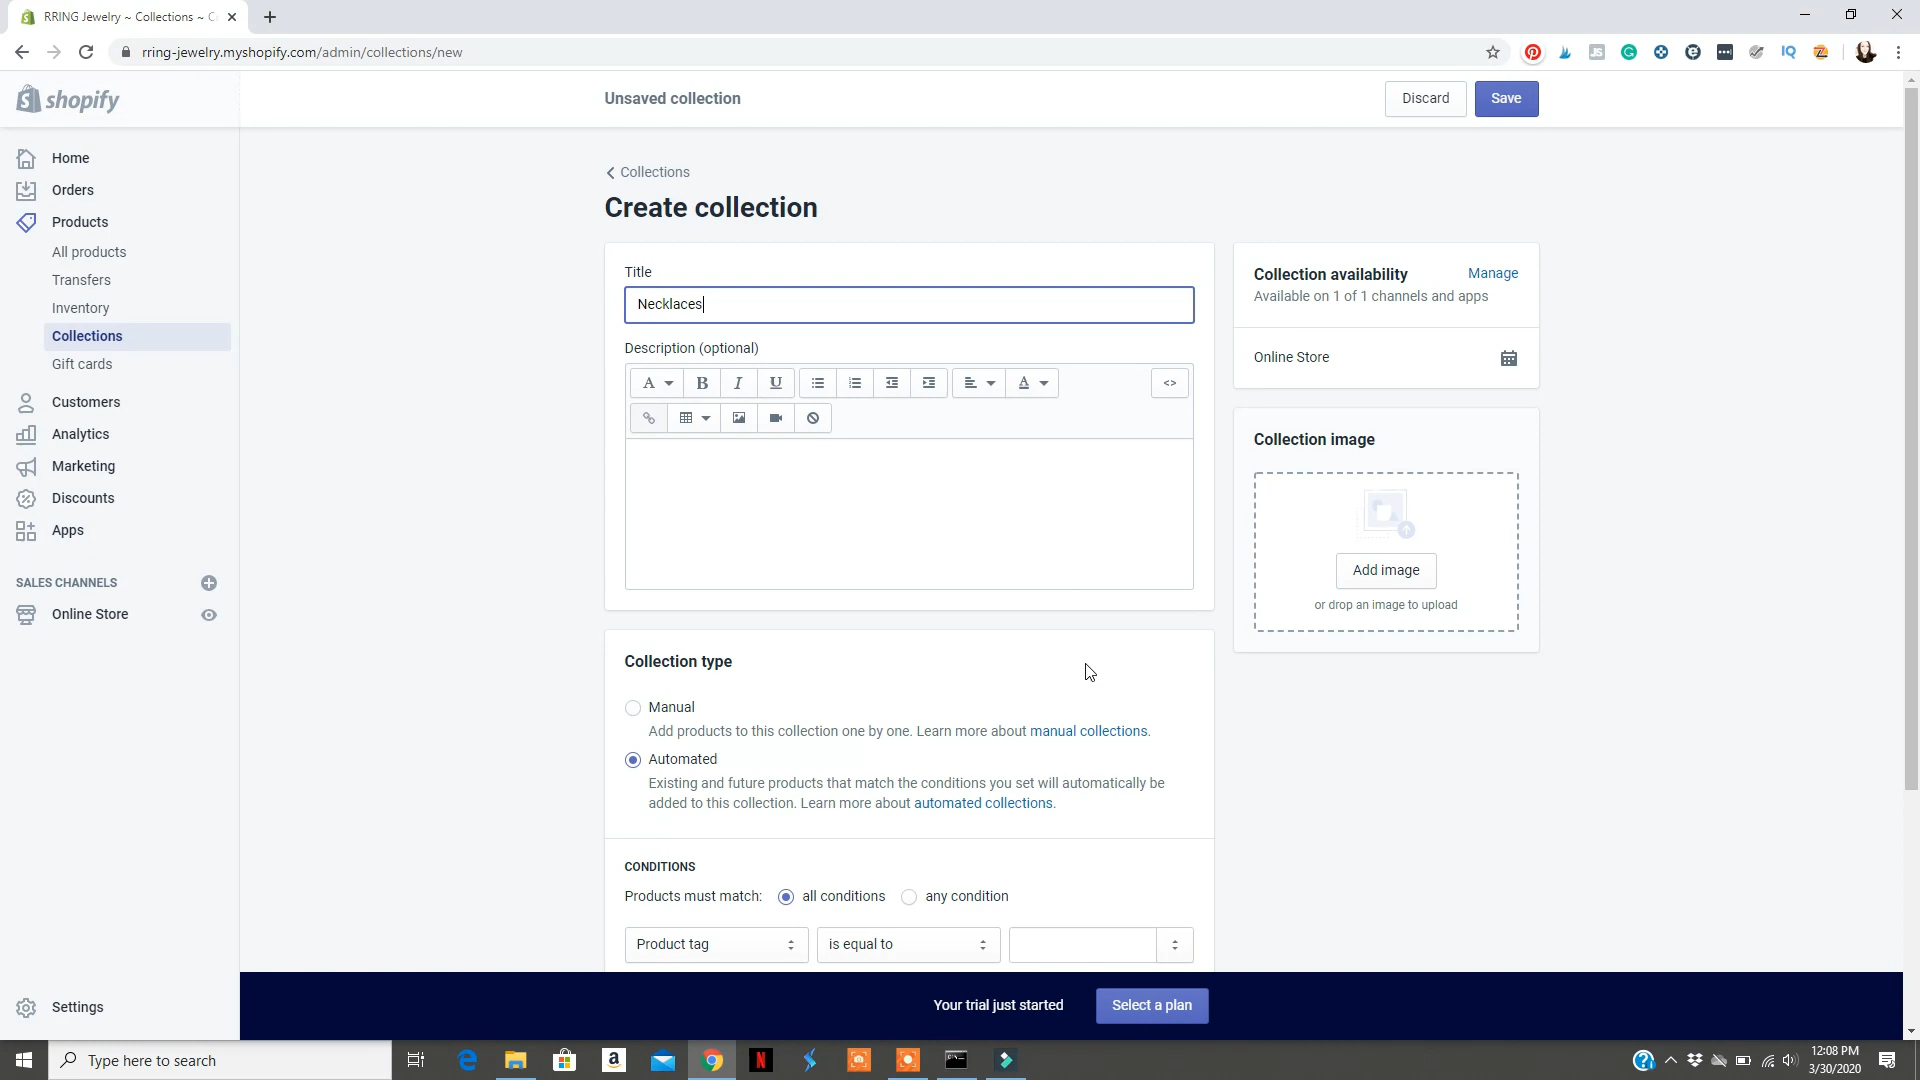 RRING Jewelry ~ Collections ~ C
rring-jewelry.myshopify.com/admin/collections/new
JS
IQ
shopify
Unsaved collection
Discard
Save
Home
Orders
Products
All products
Transfers
Inventory
Collections
Gift cards
Customers
Analytics
Marketing
Discounts
Apps
SALES CHANNELS
Online Store
Settings
Collections
Create collection
Title
Necklaces
Description (optional)
A B I U A <>
Collection type
Manual
Add products to this collection one by one. Learn more about manual collections.
Automated
Existing and future products that match the conditions you set will automatically be
added to this collection. Learn more about automated collections.
CONDITIONS
Products must match: all conditions any condition
Product tag is equal to
Collection availability Manage
Available on 1 of 1 channels and apps
Online Store
Collection image
Add image
or drop an image to upload
Your trial just started Select a plan
Type here to search
12:08 PM
3/30/2020